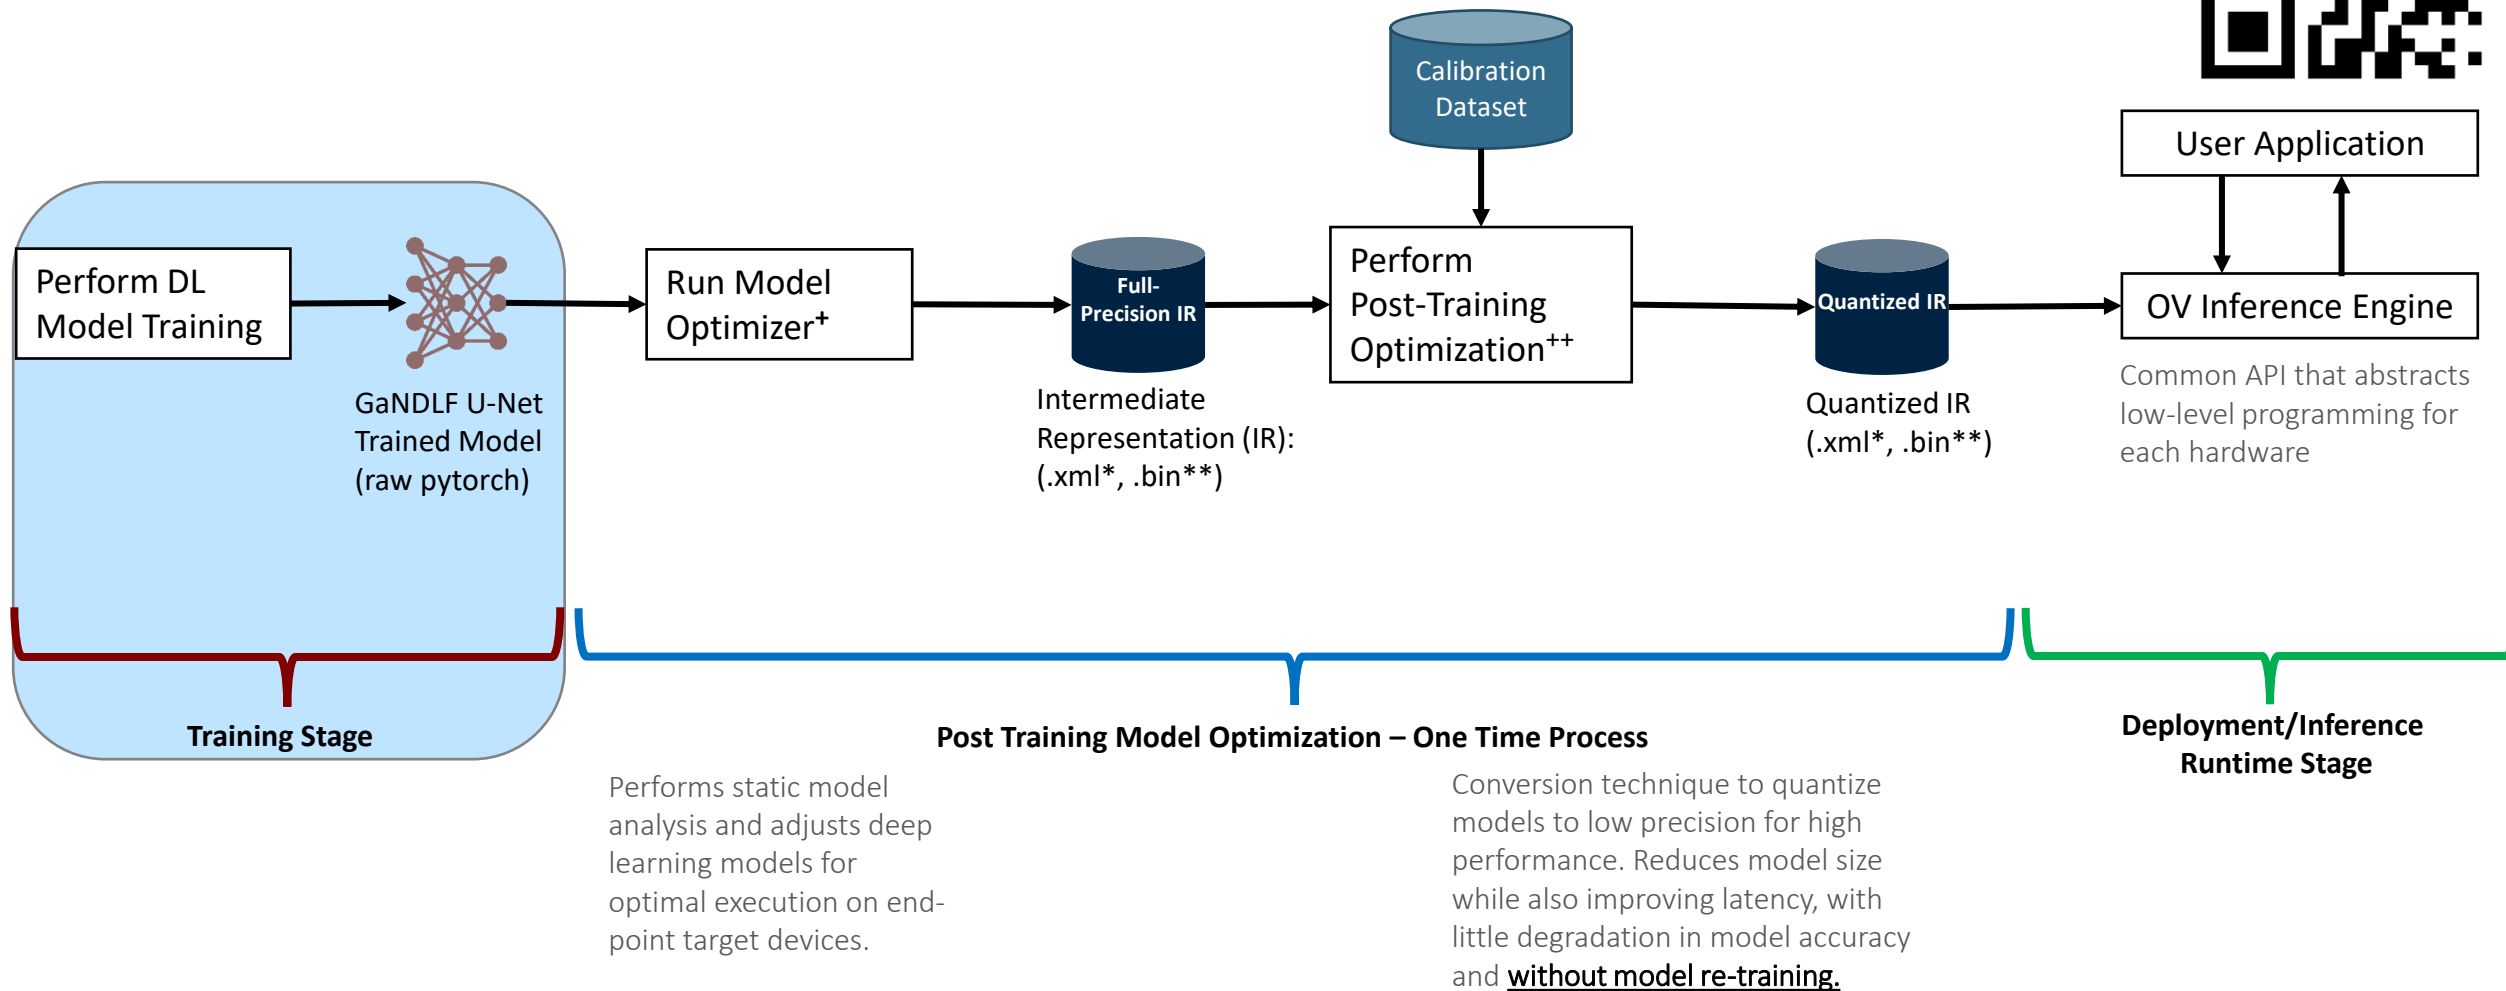 Calibration
Dataset
User Application
Perform DL
Model Training
Run Model
Optimizer⁺
Full-
Precision IR
Perform
Post-Training
Optimization⁺⁺
Quantized IR
OV Inference Engine
GaNDLF U-Net
Trained Model
(raw pytorch)
Intermediate
Representation (IR):
(.xml*, .bin**)
Quantized IR
(.xml*, .bin**)
Common API that abstracts
low-level programming for
each hardware
Training Stage
Post Training Model Optimization – One Time Process
Deployment/Inference
Runtime Stage
Performs static model
analysis and adjusts deep
learning models for
optimal execution on end-
point target devices.
Conversion technique to quantize
models to low precision for high
performance. Reduces model size
while also improving latency, with
little degradation in model accuracy
and without model re-training.